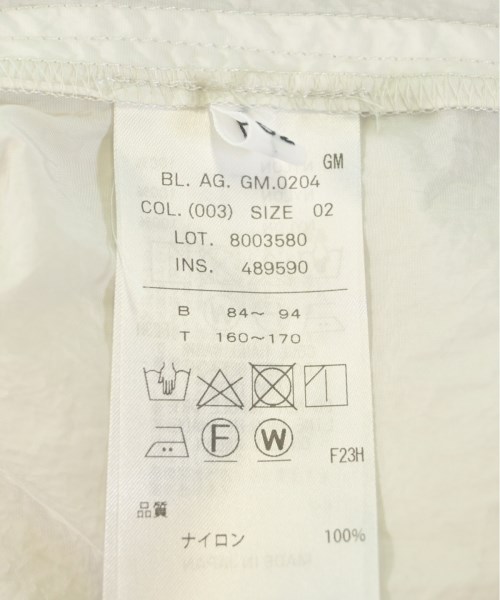 GM
BL. AG. GM.0204
COL.(003) SIZE 02
LOT. 8003580
INS. 489590
B 84~ 94
T 160~170
F W
F23H
品質
ナイロン 100%